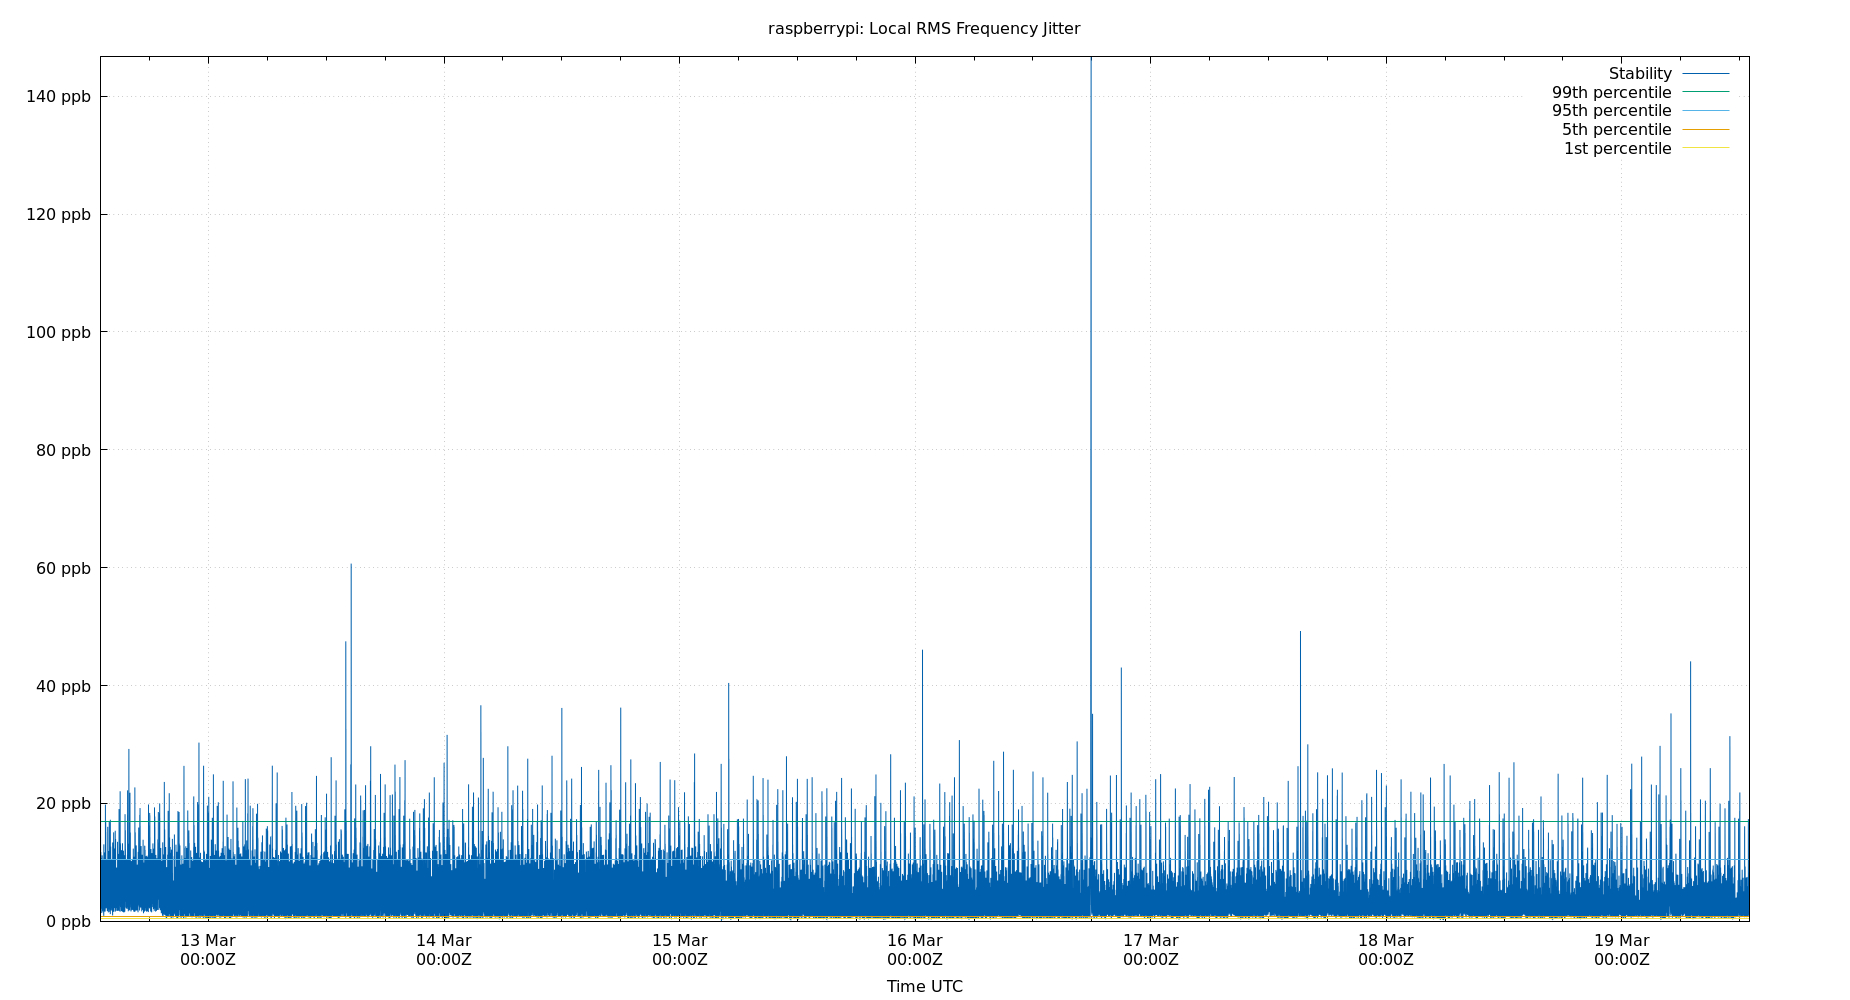 raspberrypi: Local RMS Frequency Jitter
Stability
99th percentile
95th percentile
5th percentile
1st percentile
140 ppb
120 ppb
100 ppb
80 ppb
60 ppb
40 ppb
20 ppb
0 ppb
13 Mar 14 Mar 15 Mar 16 Mar 17 Mar 18 Mar 19 Mar
00:00Z 00:00Z 00:00Z 00:00Z 00:00Z 00:00Z 00:00Z
Time UTC